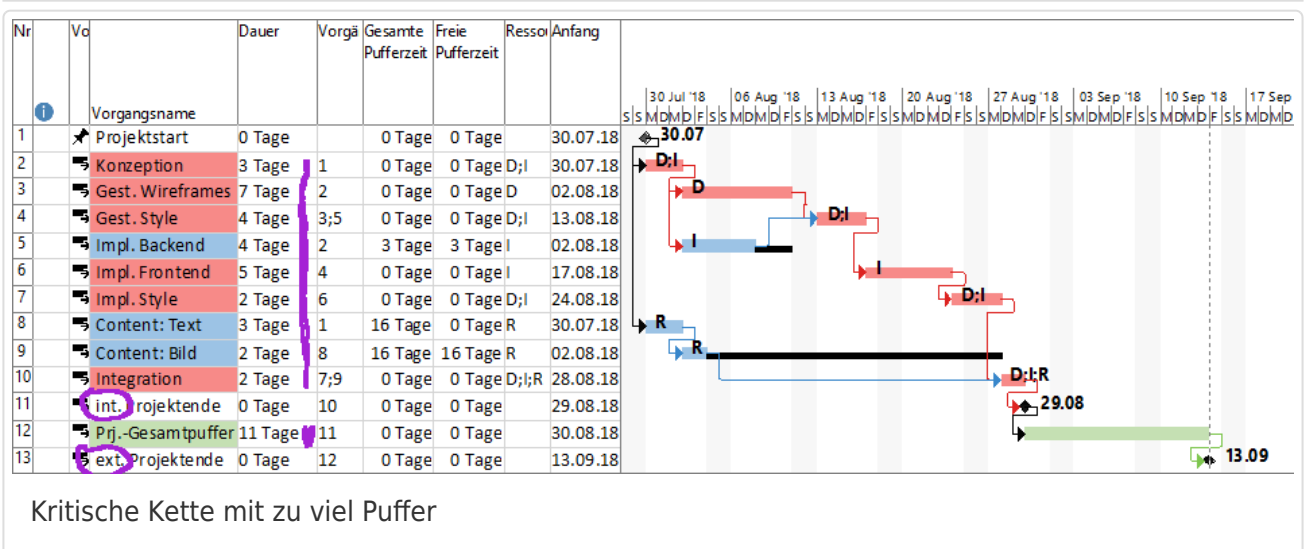 Nr Vo Dauer Vorgä Gesamte Freie Ressou Anfang
Pufferzeit Pufferzeit
30 Jul '18 06 Aug '18 13 Aug '18 20 Aug '18 27 Aug '18 03 Sep '18 10 Sep '18 17 Sep
i Vorgangsname S S M D M D F S S M D M D F S S M D M D F S S M D M D F S S M D M D F S S M D M D F S S M D M D F S S M D M D
1 Projektstart 0 Tage 0 Tage 0 Tage 30.07.18 30.07
2 Konzeption 3 Tage 1 0 Tage 0 Tage D;I 30.07.18 D;I
3 Gest. Wireframes 7 Tage 2 0 Tage 0 Tage D 02.08.18 D
4 Gest. Style 4 Tage 3;5 0 Tage 0 Tage D;I 13.08.18 D;I
5 Impl. Backend 4 Tage 2 3 Tage 3 Tage I 02.08.18 I
6 Impl. Frontend 5 Tage 4 0 Tage 0 Tage I 17.08.18 I
7 Impl. Style 2 Tage 6 0 Tage 0 Tage D;I 24.08.18 D;I
8 Content: Text 3 Tage 1 16 Tage 0 Tage R 30.07.18 R
9 Content: Bild 2 Tage 8 16 Tage 16 Tage R 02.08.18 R
10 Integration 2 Tage 7;9 0 Tage 0 Tage D;I;R 28.08.18 D;I;R
11 int. Projektende 0 Tage 10 0 Tage 0 Tage 29.08.18 29.08
12 Prj.-Gesamtpuffer 11 Tage 11 0 Tage 0 Tage 30.08.18
13 ext. Projektende 0 Tage 12 0 Tage 0 Tage 13.09.18 13.09
Kritische Kette mit zu viel Puffer